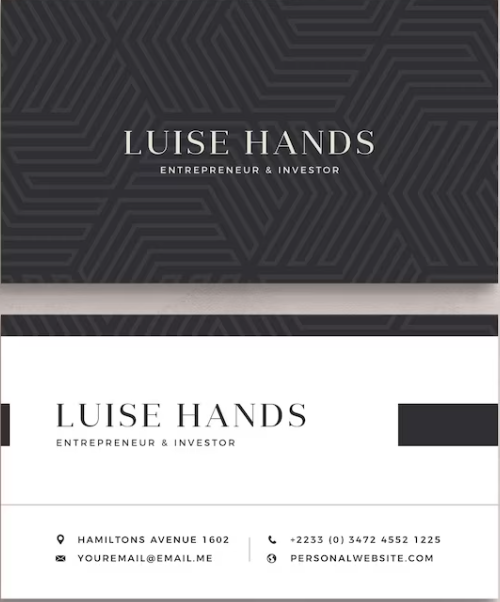 LUISE HANDS
ENTREPRENEUR & INVESTOR
LUISE HANDS
ENTREPRENEUR & INVESTOR
HAMILTONS AVENUE 1602
YOUREMAIL@EMAIL.ME
+2233 (0) 3472 4552 1225
PERSONALWEBSITE.COM